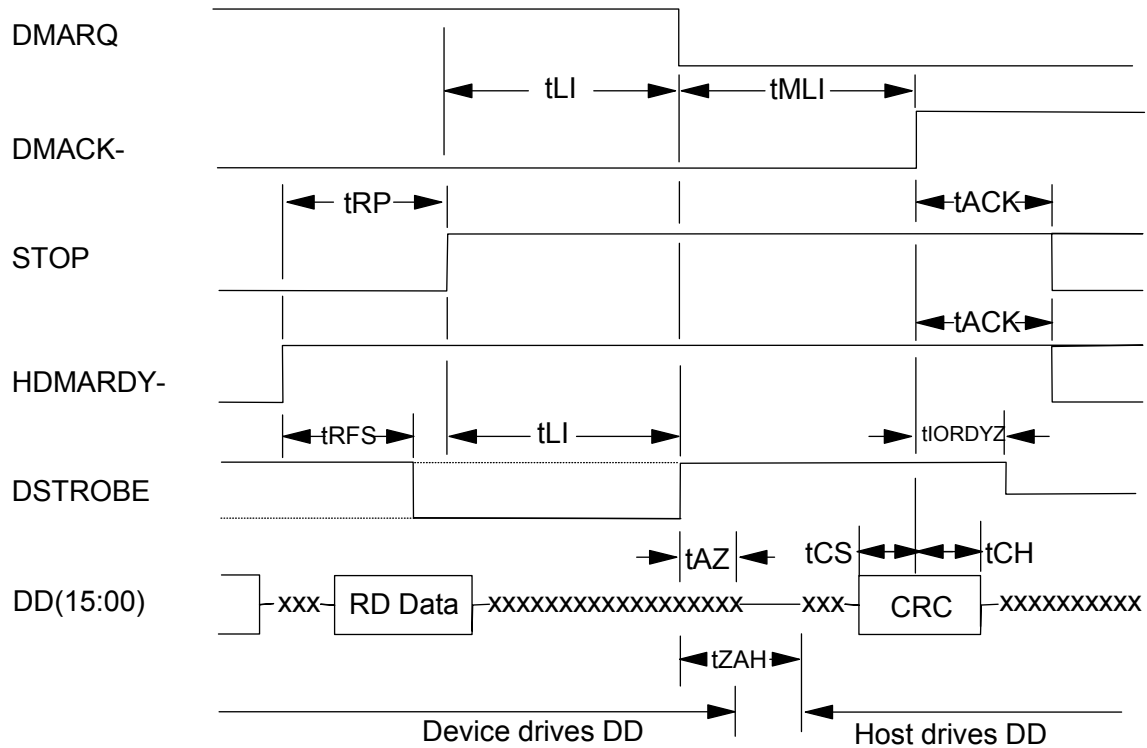 DMARQ
tLI tMLI
DMACK-
tRP tACK
STOP
tACK
HDMARDY-
tRFS tLI tIORDYZ
DSTROBE
tAZ tCS tCH
DD(15:00) xxx RD Data xxxxxxxxxxxxxxxxxx xxx CRC xxxxxxxxxx
tZAH
Device drives DD Host drives DD